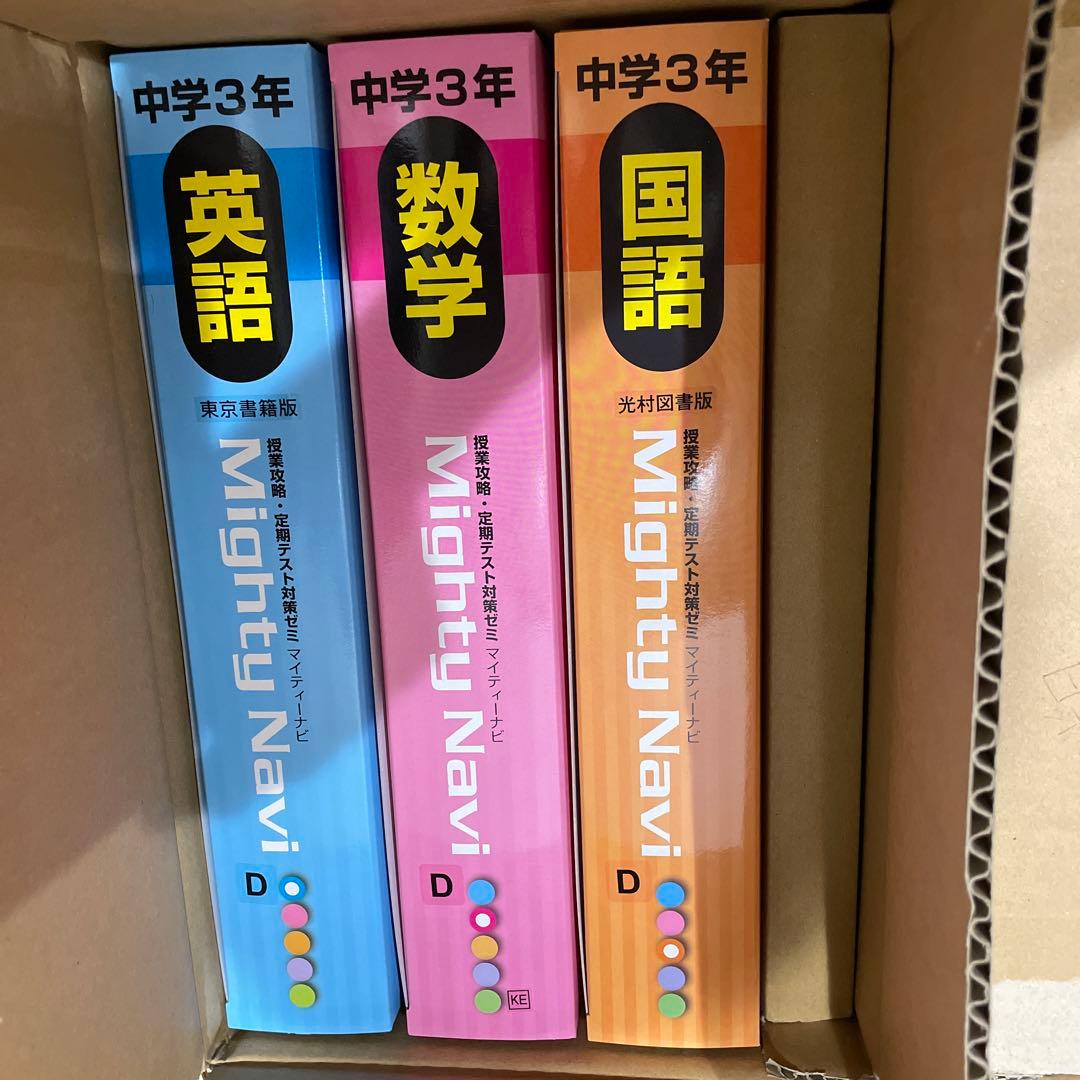 中学3年
英語
東京書籍版
授業攻略・定期テスト対策ゼミ マイティーナビ
Mighty Navi
D
中学3年
数学
授業攻略・定期テスト対策ゼミ マイティーナビ
Mighty Navi
D
KE
中学3年
国語
光村図書版
授業攻略・定期テスト対策ゼミ マイティーナビ
Mighty Navi
D